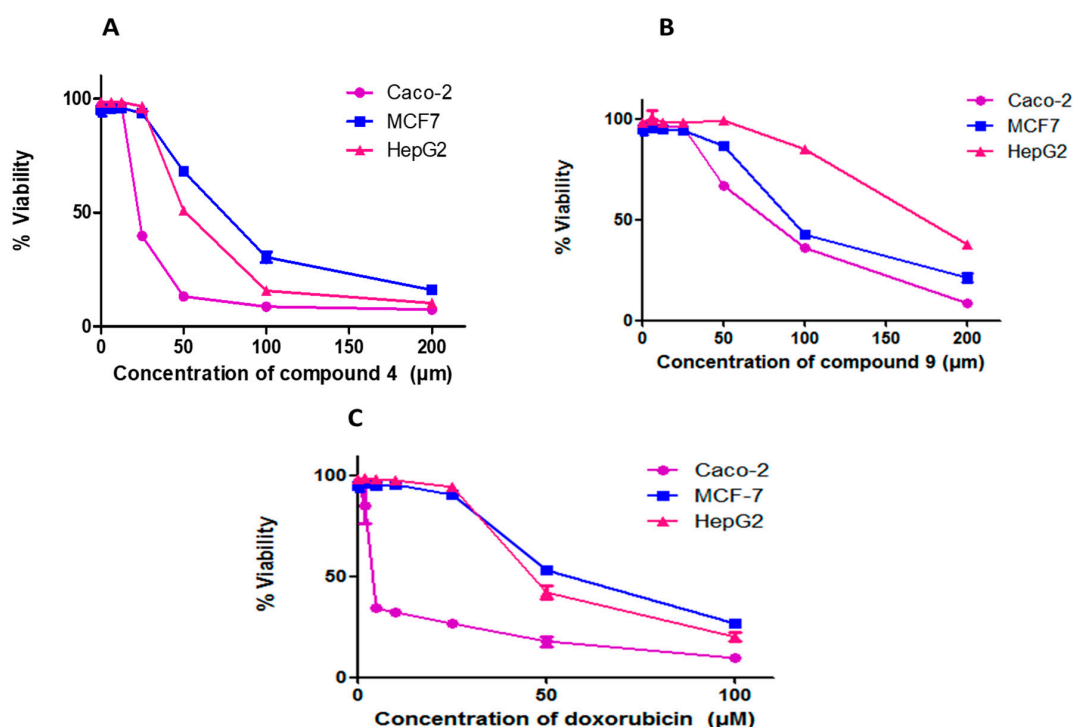 A
Caco-2
MCF7
HepG2
% Viability
100
50
0
0 50 100 150 200
Concentration of compound 4 (µm)
B
Caco-2
MCF7
HepG2
% Viability
100
50
0
0 50 100 150 200
Concentration of compound 9 (µm)
C
Caco-2
MCF-7
HepG2
% Viability
100
50
0
0 50 100
Concentration of doxorubicin (µM)